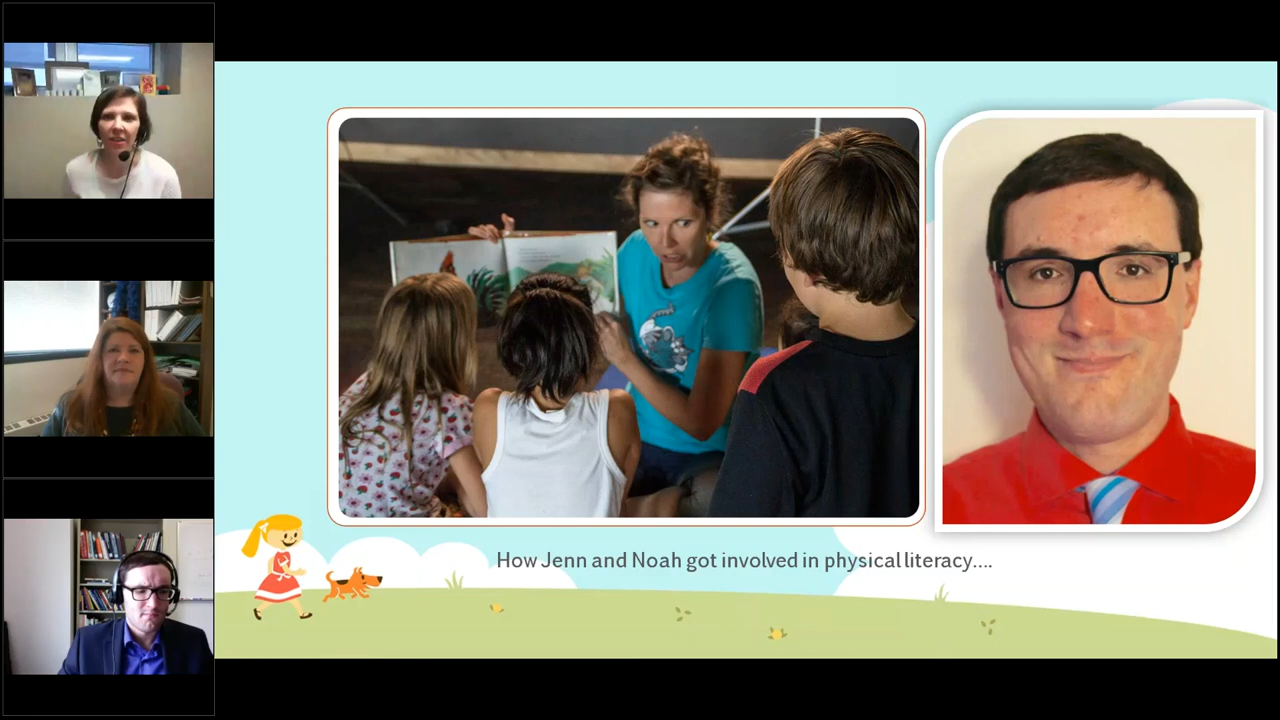 How Jenn and Noah got involved in physical literacy....